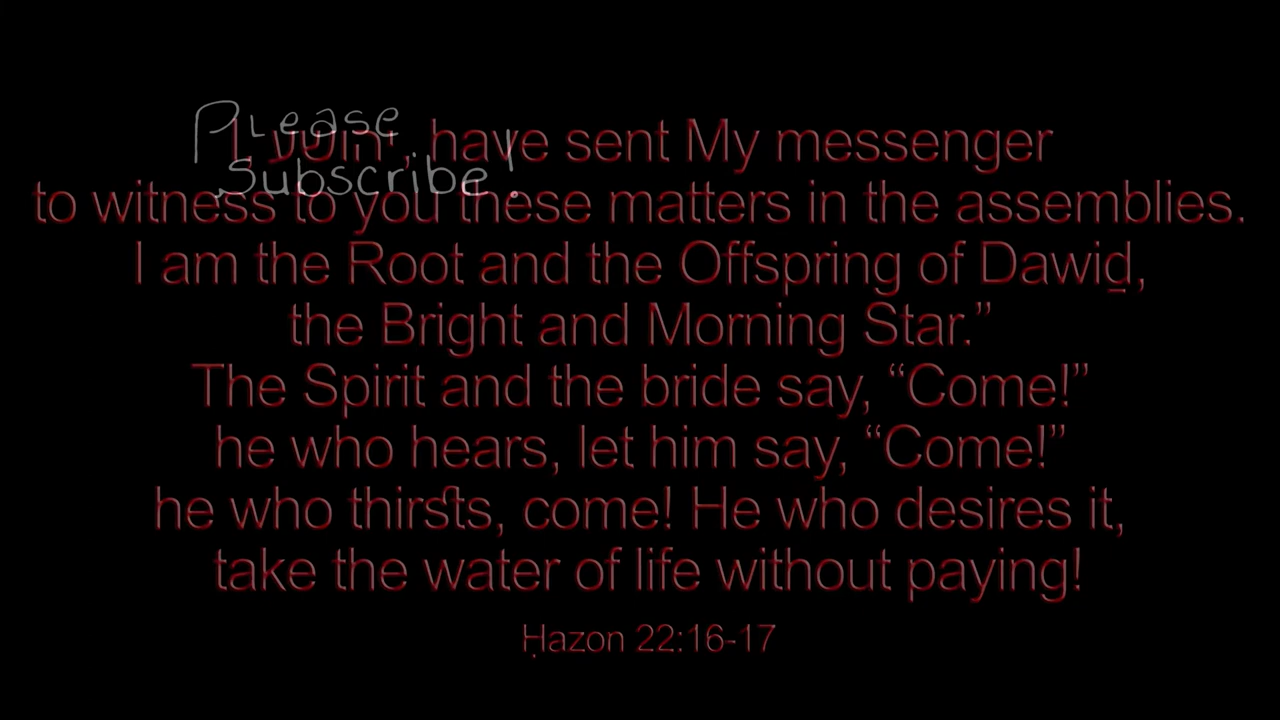 Please
Subscribe!
I, , have sent My messenger
to witness to you these matters in the assemblies.
I am the Root and the Offspring of Dawiḏ,
the Bright and Morning Star.”
The Spirit and the bride say, “Come!”
he who hears, let him say, “Come!”
he who thirsts, come! He who desires it,
take the water of life without paying!
Ḥazon 22:16-17